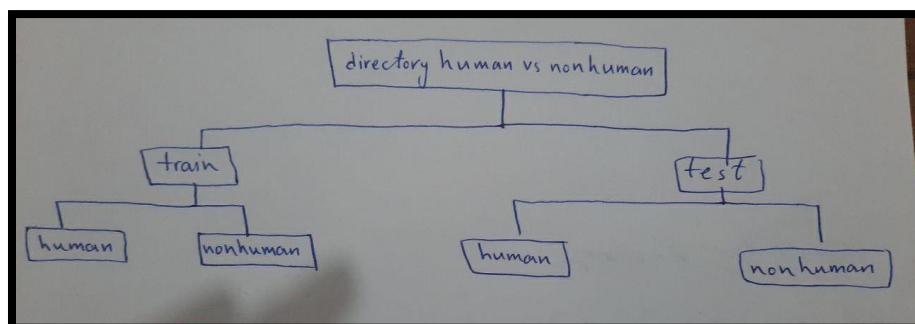 directory human vs nonhuman
train
test
human
nonhuman
human
nonhuman